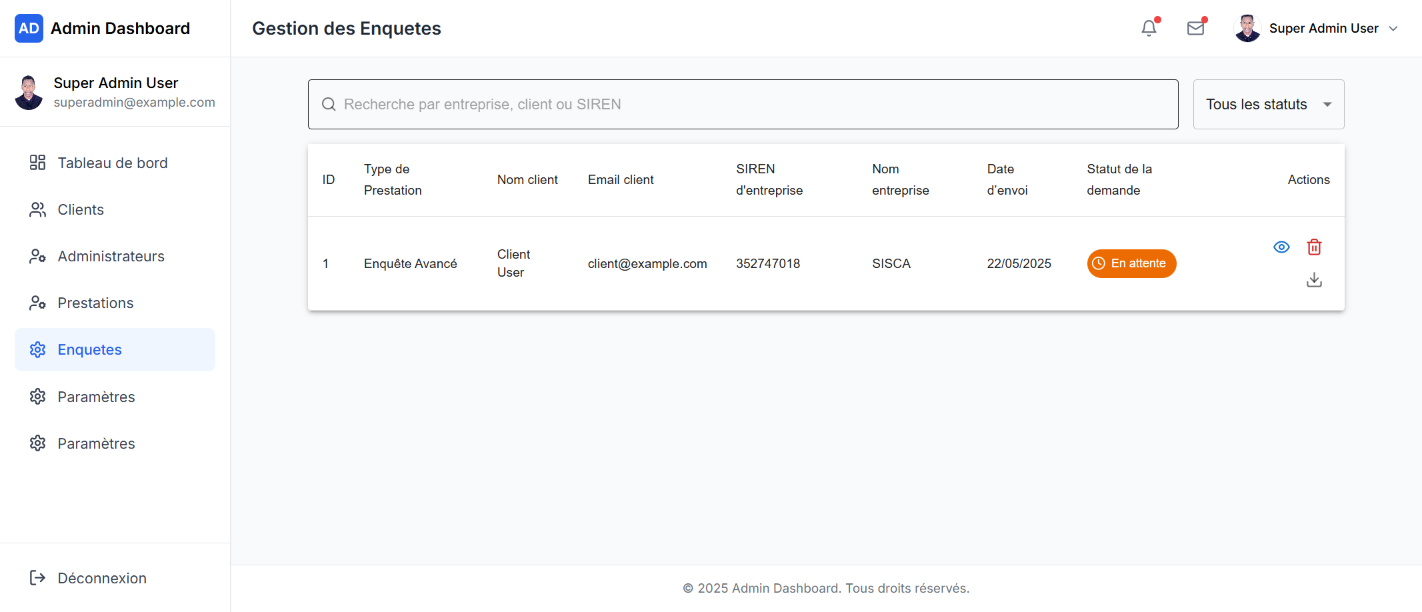 AD Admin Dashboard
Gestion des Enquetes
Super Admin User
Super Admin User
superadmin@example.com
Tableau de bord
Clients
Administrateurs
Prestations
Enquetes
Paramètres
Paramètres
Déconnexion
Recherche par entreprise, client ou SIREN
Tous les statuts
ID
Type de
Prestation
Nom client
Email client
SIREN
d'entreprise
Nom
entreprise
Date
d'envoi
Statut de la
demande
Actions
1
Enquête Avancé
Client
User
client@example.com
352747018
SISCA
22/05/2025
En attente
© 2025 Admin Dashboard. Tous droits réservés.